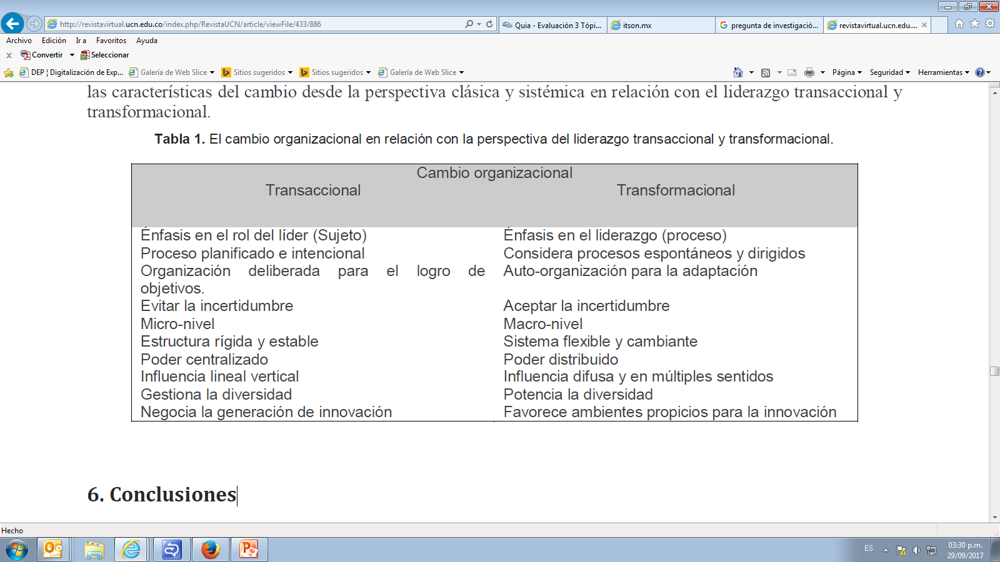 http://revistavirtual.ucn.edu.co/index.php/RevistaUCN/article/viewFile/433/886
Quia - Evaluación 3 Tópi...
itson.mx
pregunta de investigació...
revistavirtual.ucn.edu....
Archivo Edición Ir a Favoritos Ayuda
x Convertir Seleccionar
DEP ¦ Digitalización de Exp... Galería de Web Slice Sitios sugeridos Sitios sugeridos Galería de Web Slice Página Seguridad Herramientas
las características del cambio desde la perspectiva clásica y sistémica en relación con el liderazgo transaccional y
transformacional.
Tabla 1. El cambio organizacional en relación con la perspectiva del liderazgo transaccional y transformacional.
Cambio organizacional
Transaccional Transformacional
Énfasis en el rol del líder (Sujeto) Énfasis en el liderazgo (proceso)
Proceso planificado e intencional Considera procesos espontáneos y dirigidos
Organización deliberada para el logro de Auto-organización para la adaptación
objetivos.
Evitar la incertidumbre Aceptar la incertidumbre
Micro-nivel Macro-nivel
Estructura rígida y estable Sistema flexible y cambiante
Poder centralizado Poder distribuido
Influencia lineal vertical Influencia difusa y en múltiples sentidos
Gestiona la diversidad Potencia la diversidad
Negocia la generación de innovación Favorece ambientes propicios para la innovación
6. Conclusiones
Hecho
ES
03:30 p.m.
29/09/2017